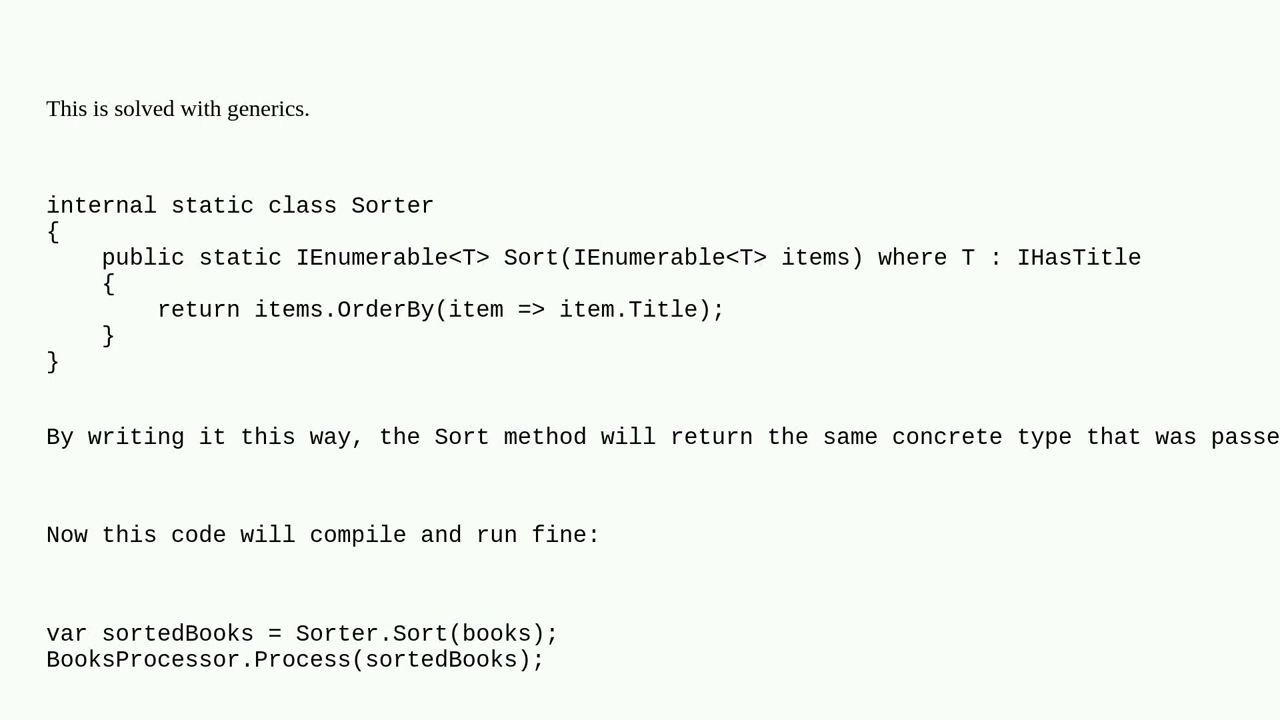 This is solved with generics.
internal static class Sorter
{
    public static IEnumerable<T> Sort(IEnumerable<T> items) where T : IHasTitle
    {
        return items.OrderBy(item => item.Title);
    }
}
By writing it this way, the Sort method will return the same concrete type that was passe
Now this code will compile and run fine:
var sortedBooks = Sorter.Sort(books);
BooksProcessor.Process(sortedBooks);